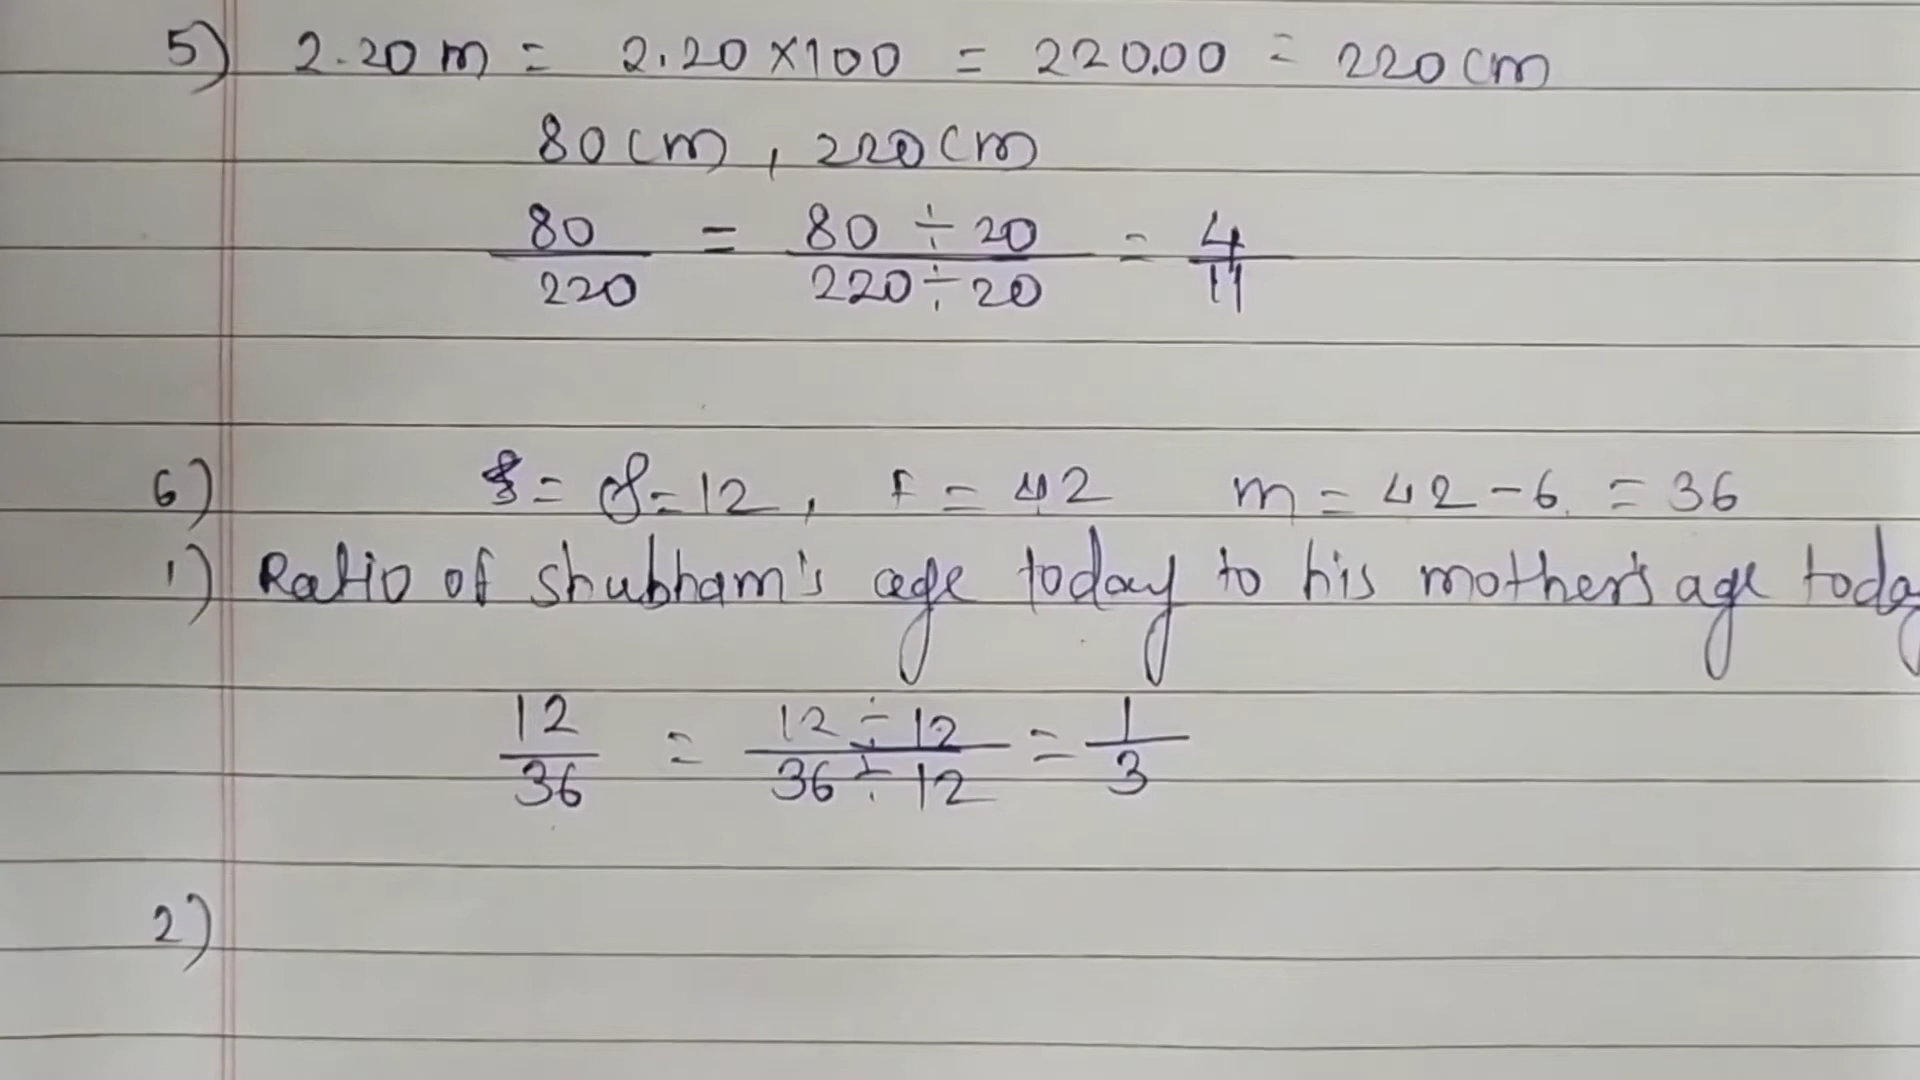 5) 2.20 m = 2.20 × 100 = 220.00 = 220 cm
80 cm, 220 cm
80/220 = 80 ÷ 20/220 ÷ 20 = 4/11
6) = S = 12, F = 42 m = 42 - 6 = 36
1) Ratio of Shubham's age today to his mother's age today
12/36 = 12 ÷ 12/36 ÷ 12 = 1/3
2)